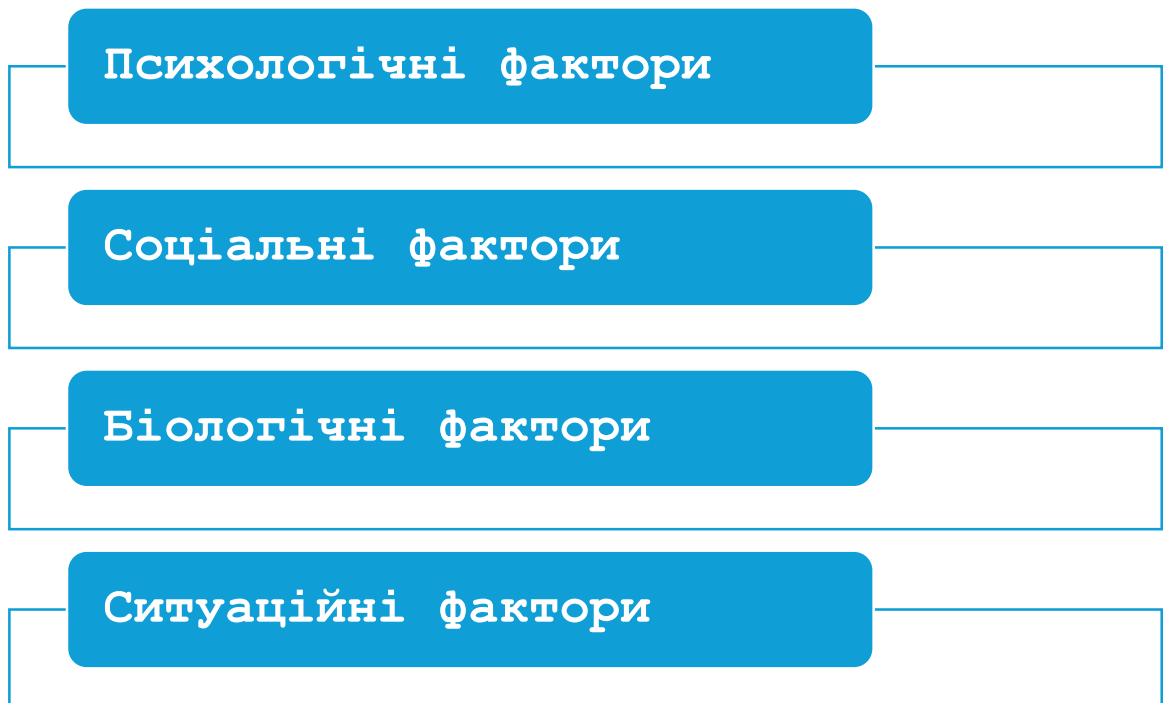 Психологічні фактори
Соціальні фактори
Біологічні фактори
Ситуаційні фактори